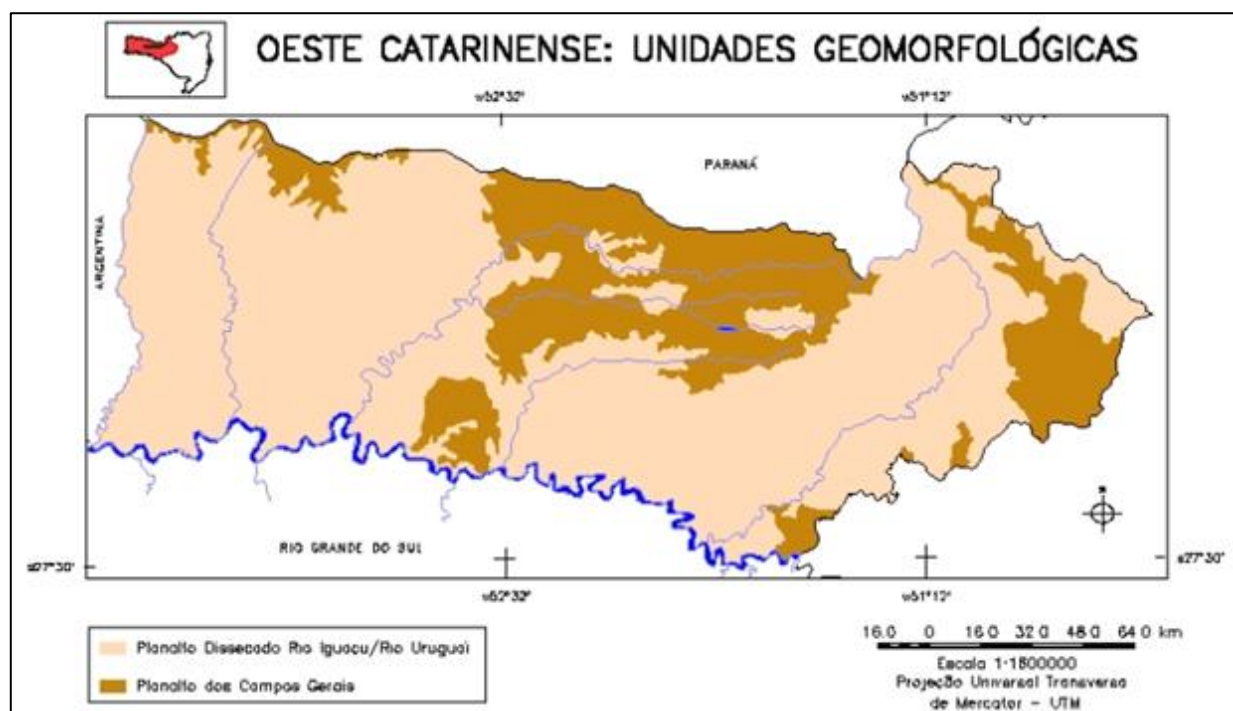 OESTE CATARINENSE: UNIDADES GEOMORFOLÓGICAS
w52°32' w51°12'
PARANÁ
ARGENTINA
RIO GRANDE DO SUL
s27°30' s27°30'
w52°32' w51°12'
Planalto Dissecado Rio Iguaçu/Rio Uruguai
Planalto dos Campos Gerais
16.0 0 16.0 32.0 48.0 64.0 km
Escala 1:1800000
Projeção Universal Transversa
de Mercator - UTM
N